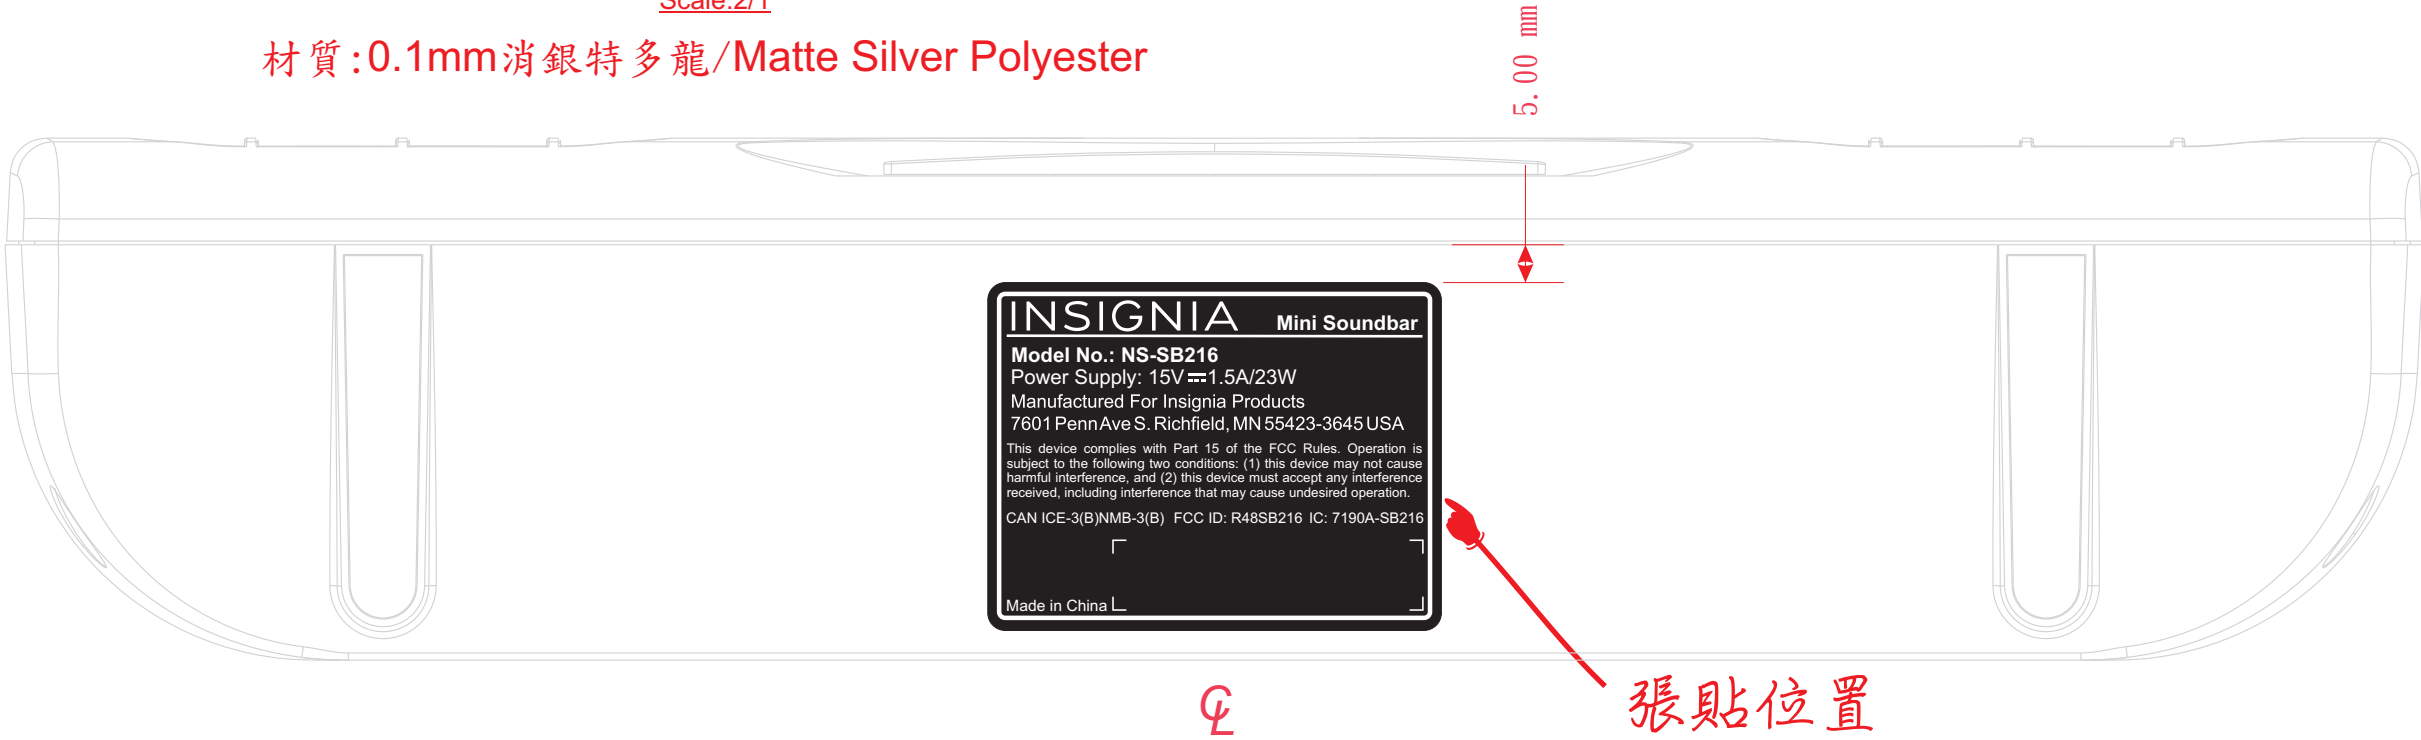 Scale:2/1
材質:0.1mm消銀特多龍/Matte Silver Polyester
5.00 mm
INSIGNIA Mini Soundbar
Model No.: NS-SB216
Power Supply: 15V⎓1.5A/23W
Manufactured For Insignia Products
7601 Penn Ave S. Richfield, MN 55423-3645 USA
This device complies with Part 15 of the FCC Rules. Operation is
subject to the following two conditions: (1) this device may not cause
harmful interference, and (2) this device must accept any interference
received, including interference that may cause undesired operation.
CAN ICE-3(B)NMB-3(B) FCC ID: R48SB216 IC: 7190A-SB216
Made in China
℄
張貼位置